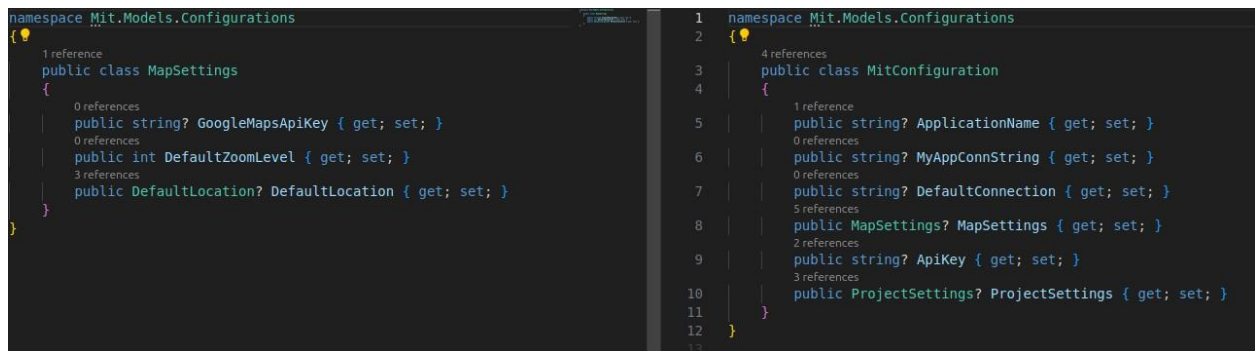 namespace Mit.Models.Configurations
{
1 reference
public class MapSettings
{
0 references
public string? GoogleMapsApiKey { get; set; }
0 references
public int DefaultZoomLevel { get; set; }
3 references
public DefaultLocation? DefaultLocation { get; set; }
}
}
1 namespace Mit.Models.Configurations
2 {
4 references
3 public class MitConfiguration
4 {
1 reference
5 public string? ApplicationName { get; set; }
0 references
6 public string? MyAppConnString { get; set; }
0 references
7 public string? DefaultConnection { get; set; }
5 references
8 public MapSettings? MapSettings { get; set; }
2 references
9 public string? ApiKey { get; set; }
3 references
10 public ProjectSettings? ProjectSettings { get; set; }
11 }
12 }
13